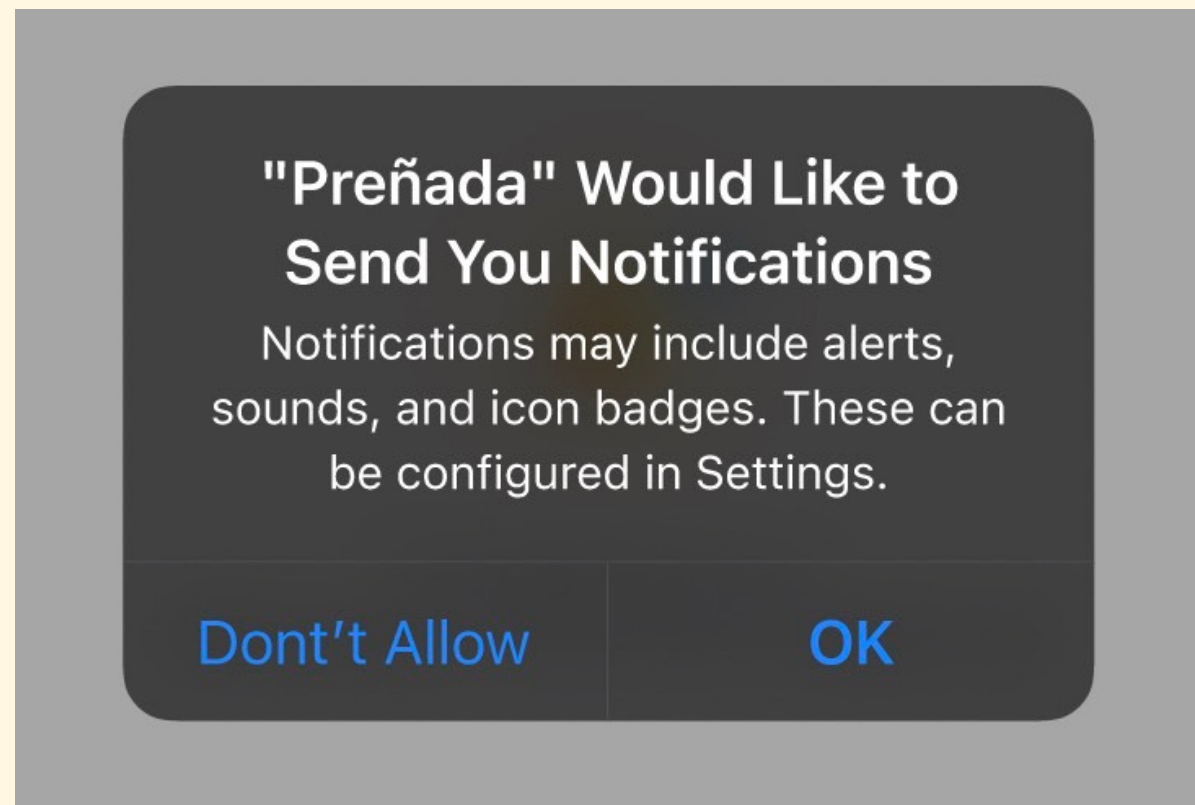 "Preñada" Would Like to
Send You Notifications
Notifications may include alerts,
sounds, and icon badges. These can
be configured in Settings.
Dont’t Allow
OK